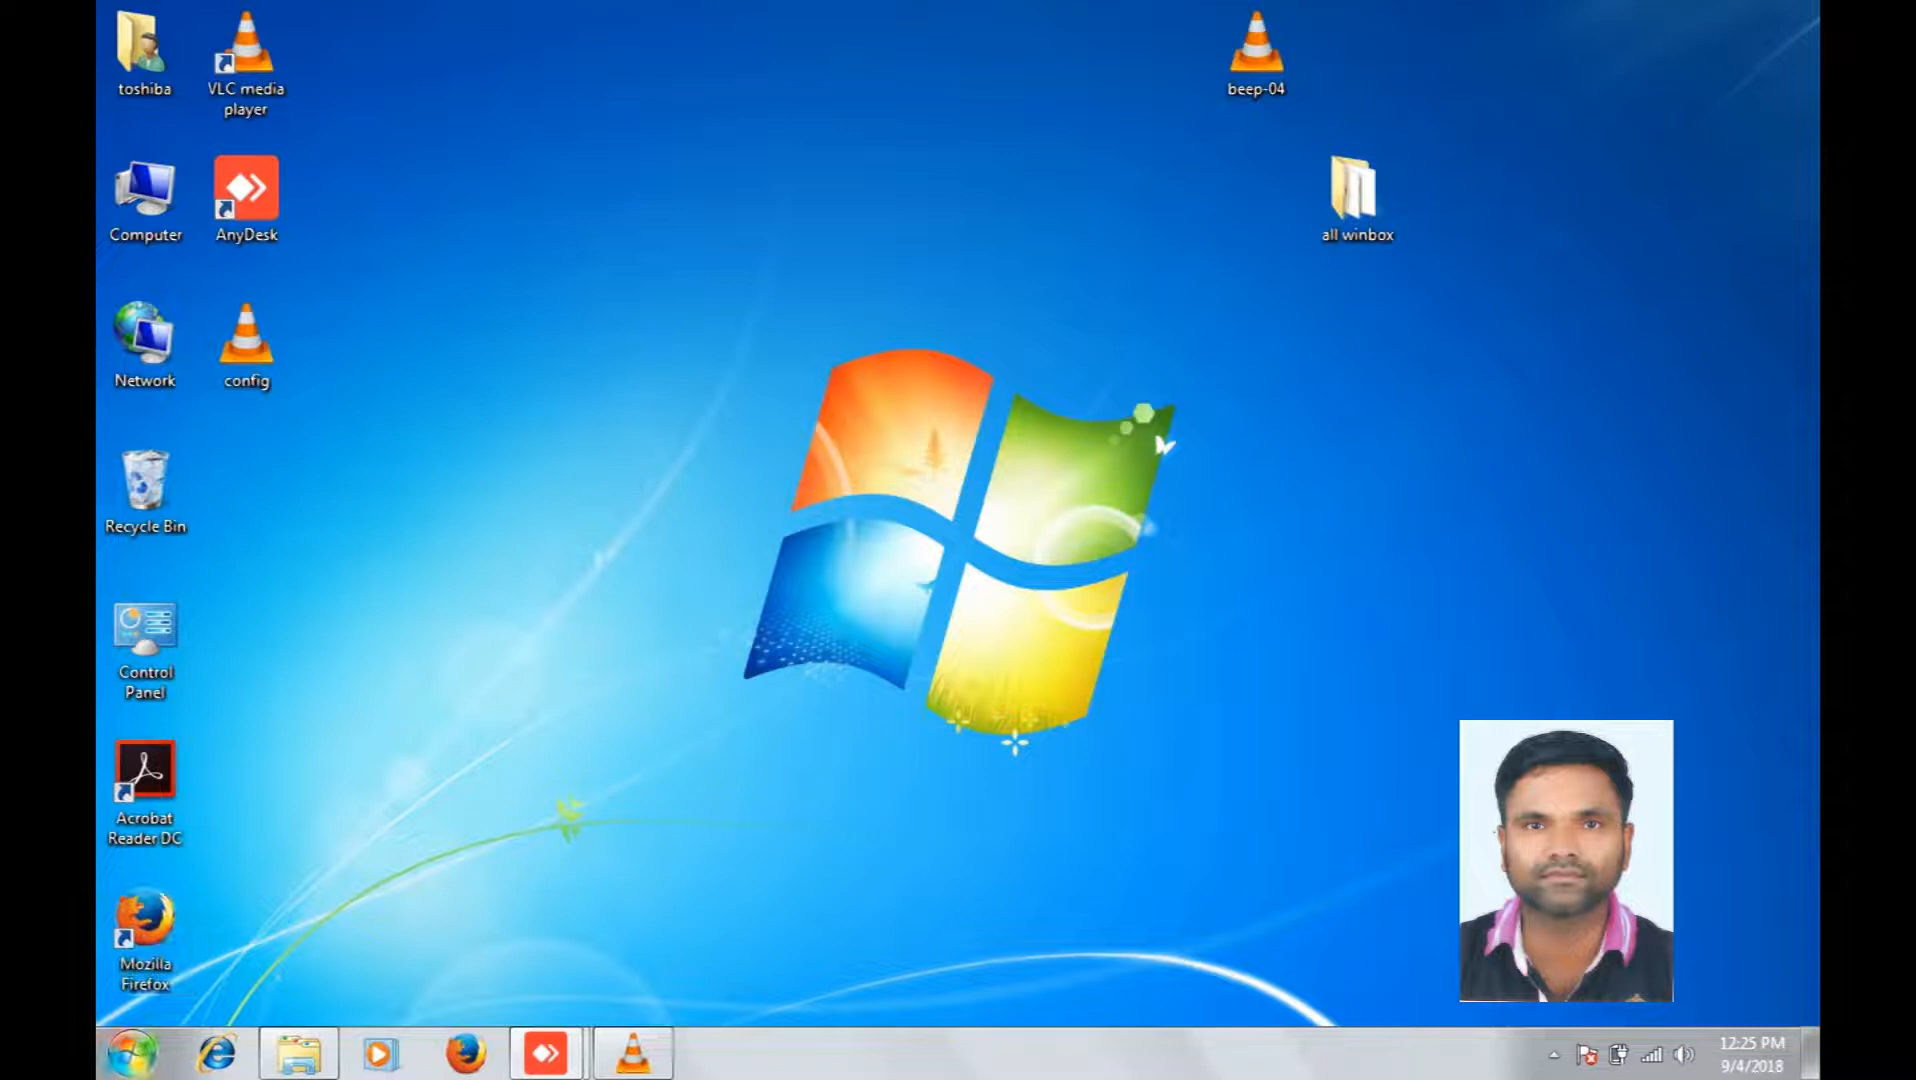 toshiba
VLC media
player
beep-04
Computer
AnyDesk
all winbox
Network
config
Recycle Bin
Control
Panel
Acrobat
Reader DC
Mozilla
Firefox
12:25 PM
9/4/2018